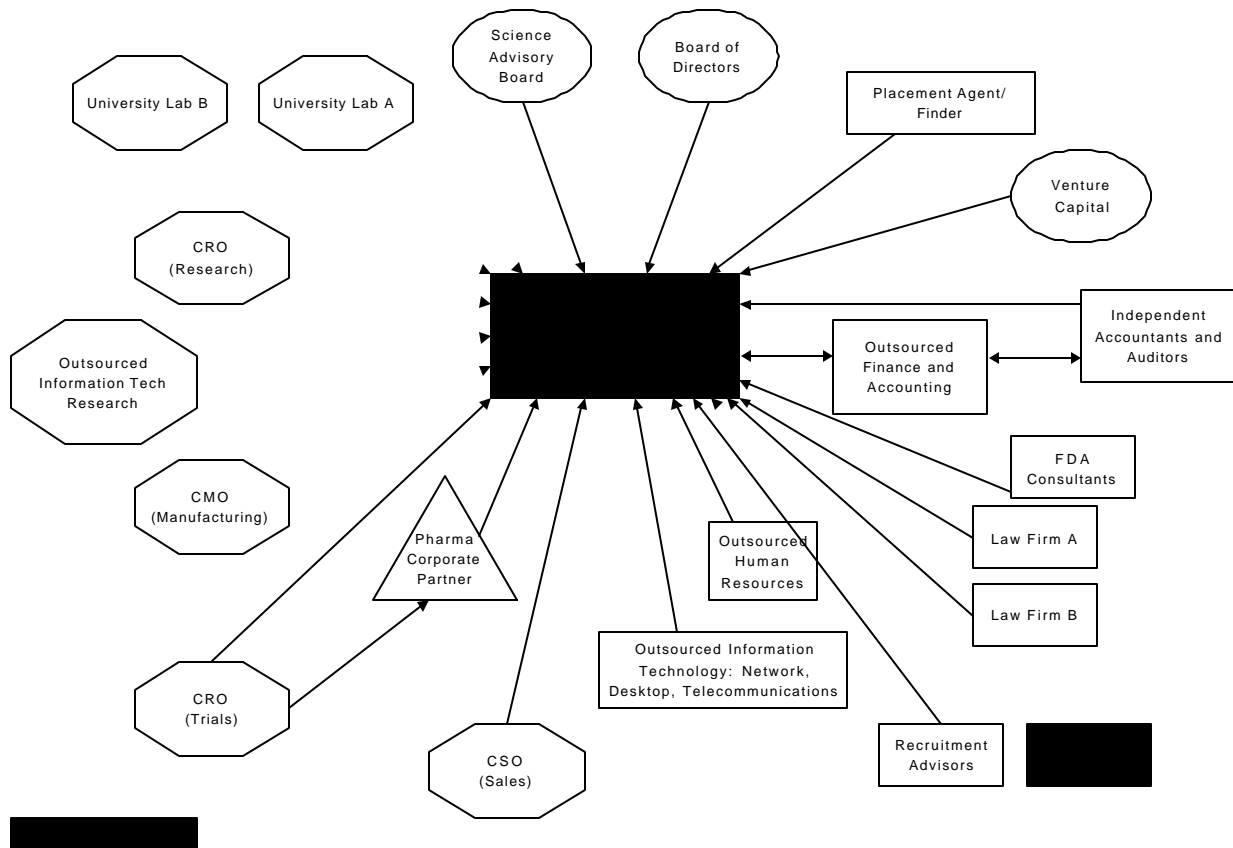 Science
Advisory
Board
Board of
Directors
University Lab B
University Lab A
Placement Agent/
Finder
Venture
Capital
CRO
(Research)
Independent
Accountants and
Auditors
Outsourced
Finance and
Accounting
Outsourced
Information Tech
Research
FDA
Consultants
CMO
(Manufacturing)
Law Firm A
Pharma
Corporate
Partner
Outsourced
Human
Resources
Law Firm B
Outsourced Information
Technology: Network,
Desktop, Telecommunications
CRO
(Trials)
CSO
(Sales)
Recruitment
Advisors